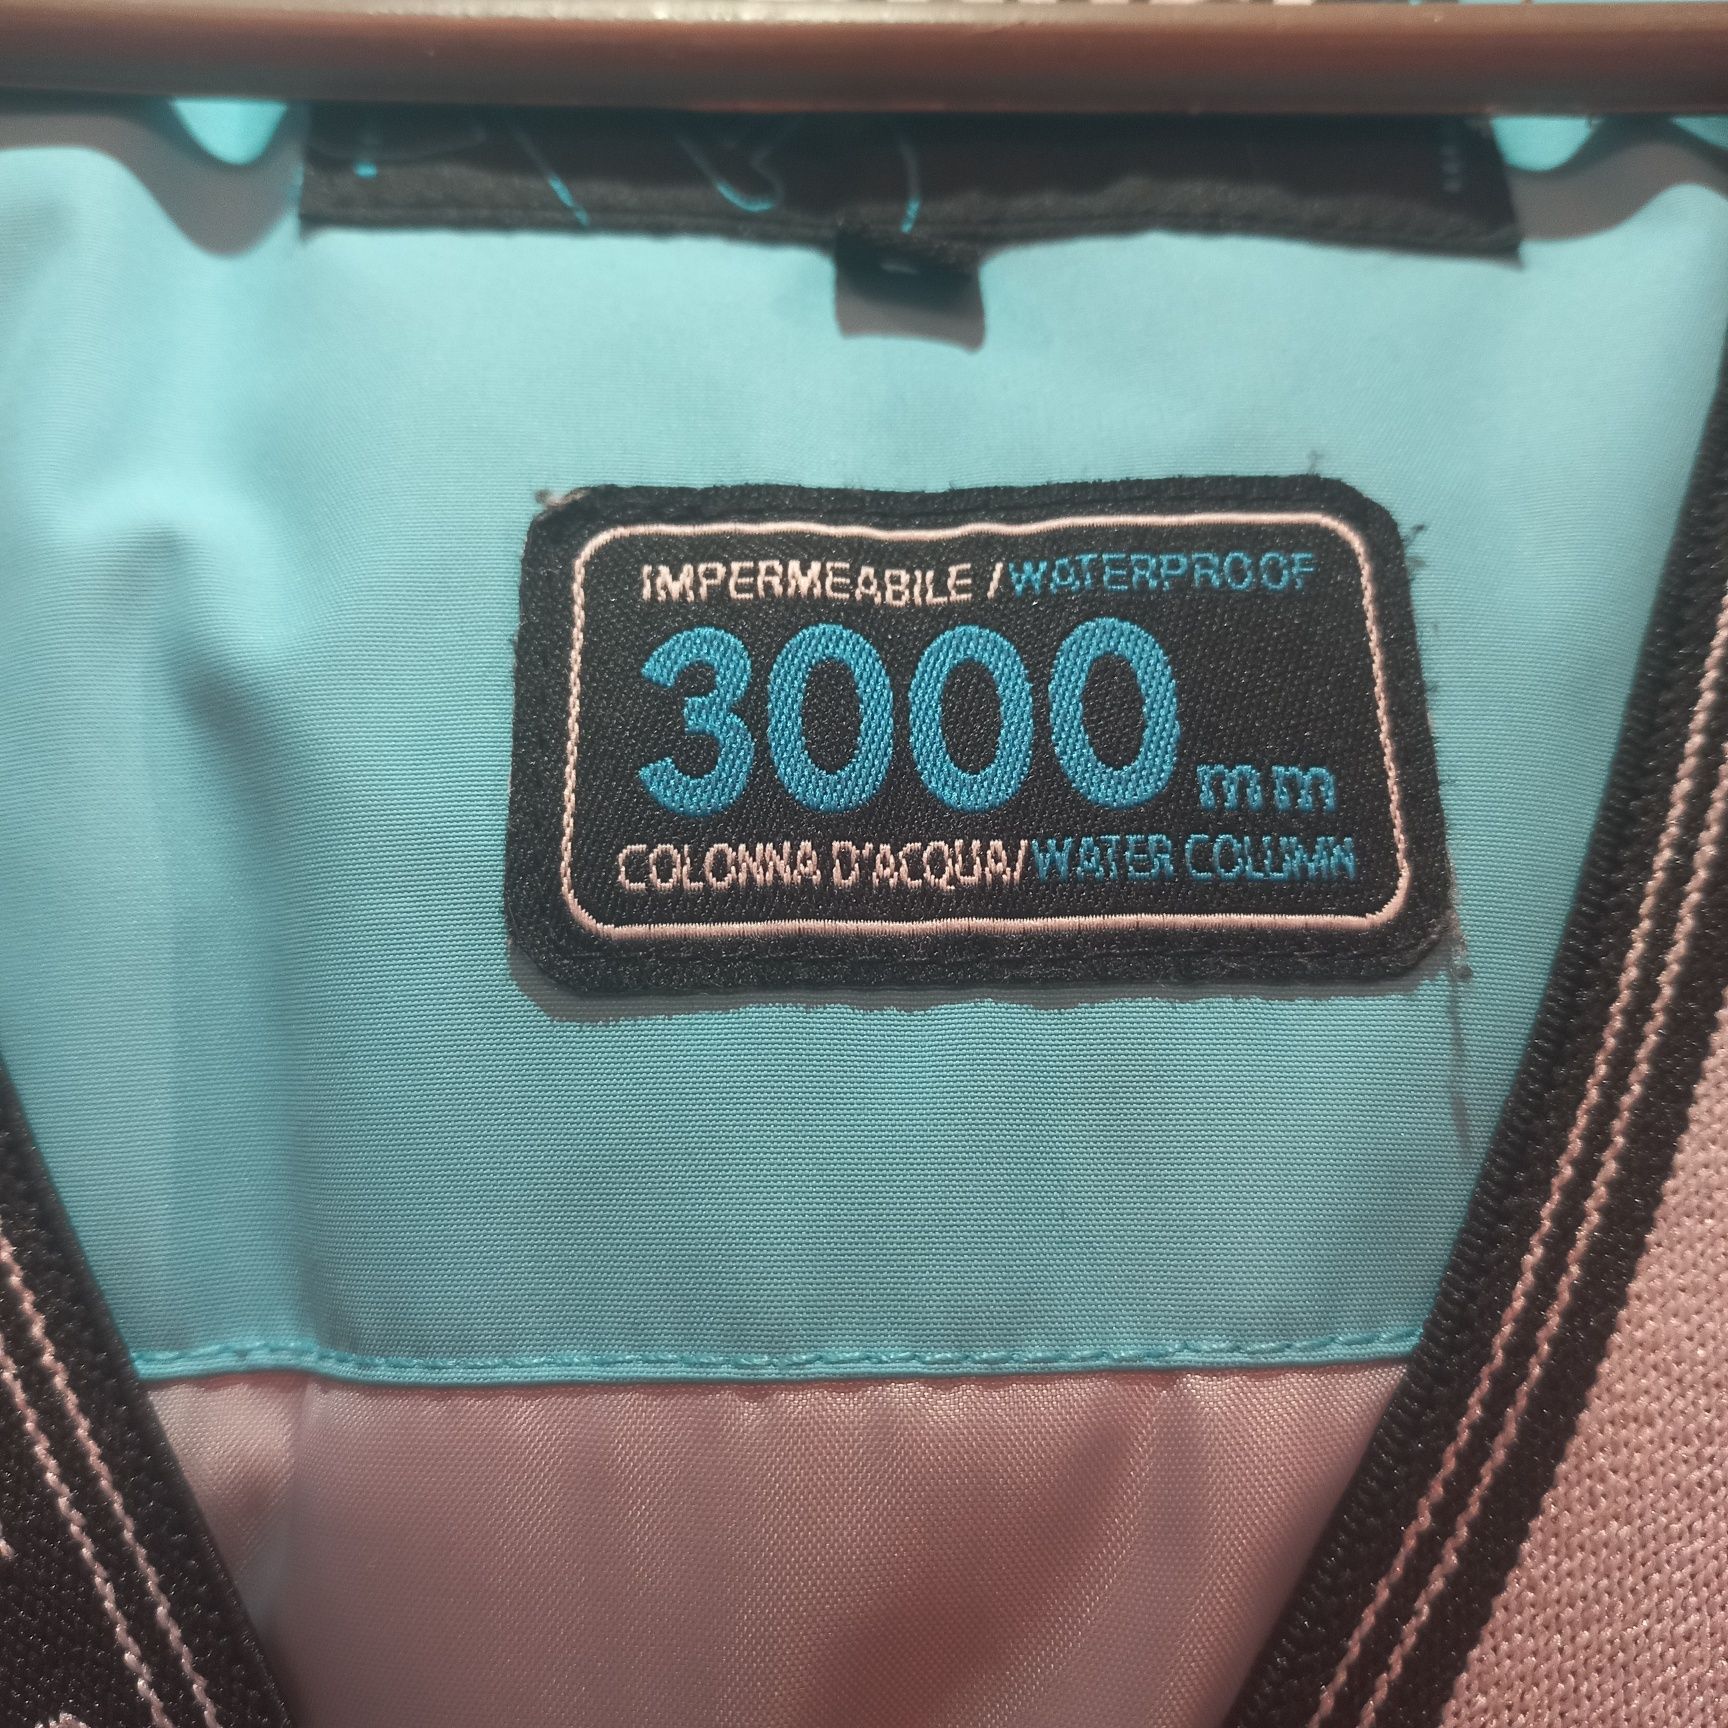 IMPERMEABILE / WATERPROOF
3000 mm
COLONNA D'ACQUA/ WATER COLUMN